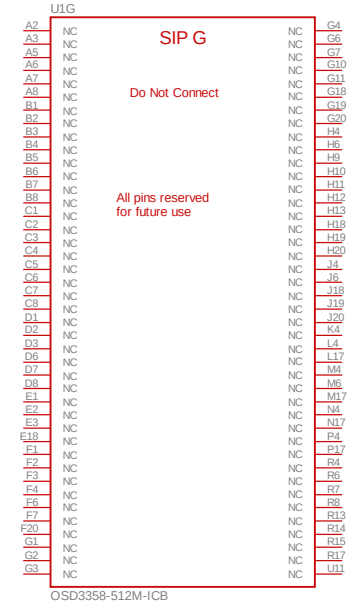 U1G
A2 NC SIP G NC G4
A3 NC NC G6
A5 NC NC G7
A6 NC NC G10
A7 NC NC G11
A8 NC Do Not Connect NC G18
B1 NC NC G19
B2 NC NC G20
B3 NC NC H4
B4 NC NC H6
B5 NC NC H9
B6 NC NC H10
B7 NC NC H11
B8 NC All pins reserved NC H12
C1 NC for future use NC H13
C2 NC NC H18
C3 NC NC H19
C4 NC NC H20
C5 NC NC J4
C6 NC NC J6
C7 NC NC J18
C8 NC NC J19
D1 NC NC J20
D2 NC NC K4
D3 NC NC L4
D6 NC NC L17
D7 NC NC M4
D8 NC NC M6
E1 NC NC M17
E2 NC NC N4
E3 NC NC N17
E18 NC NC P4
F1 NC NC P17
F2 NC NC R4
F3 NC NC R6
F4 NC NC R7
F6 NC NC R8
F7 NC NC R13
F20 NC NC R14
G1 NC NC R15
G2 NC NC R17
G3 NC NC U11
OSD3358-512M-ICB